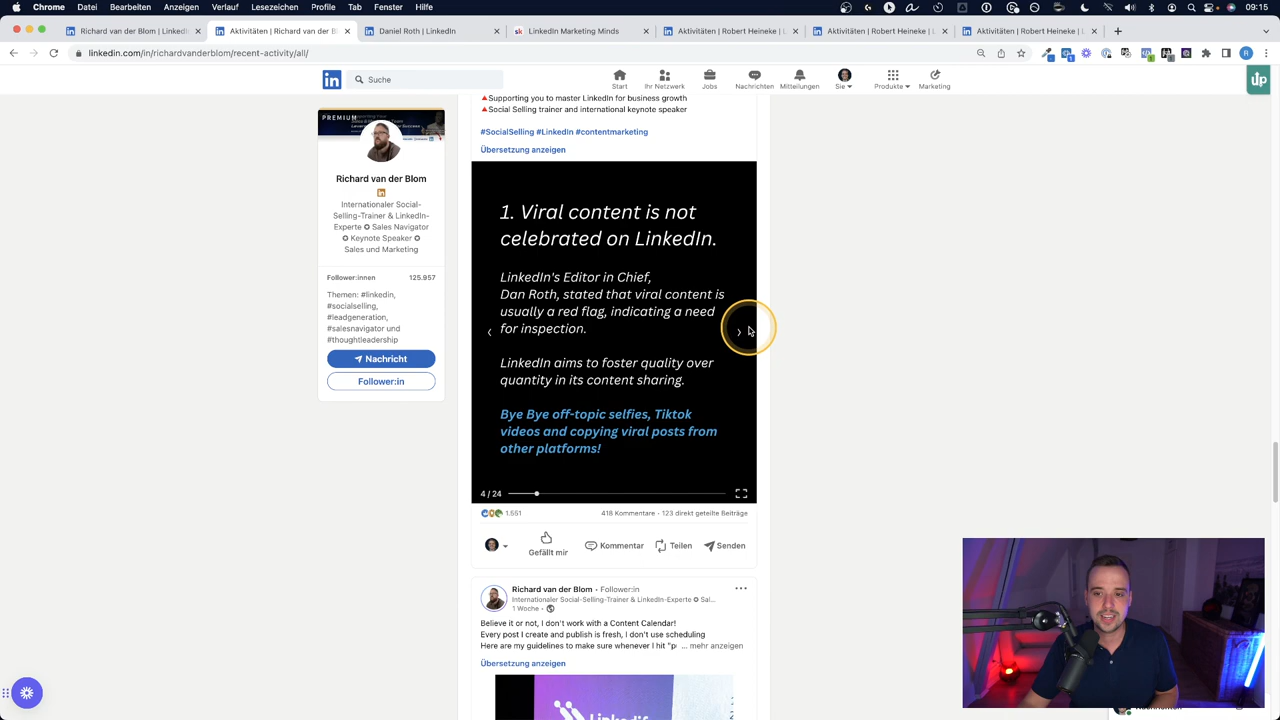 Chrome Datei Bearbeiten Ansicht Verlauf Lesezeichen Profile Tab Fenster Hilfe
09:15
Richard van der Blom | LinkedIn
Aktivitäten | Richard van der B
Daniel Roth | LinkedIn
LinkedIn Marketing Minds
Aktivitäten | Robert Heineke | L
Aktivitäten | Robert Heineke | L
Aktivitäten | Robert Heineke | L
linkedin.com/in/richardvanderblom/recent-activity/all/
in
Suche
Start
Ihr Netzwerk
Jobs
Nachrichten
Mitteilungen
Sie
Produkte
Marketing
PREMIUM
Richard van der Blom
Internationaler Social-
Selling-Trainer & LinkedIn-
Experte ✪ Sales Navigator
✪ Keynote Speaker ✪
Sales und Marketing
Follower:innen 125.957
Themen: #linkedin,
#socialselling,
#leadgeneration,
#salesnavigator und
#thoughtleadership
Nachricht
Follower:in
🔺Supporting you to master LinkedIn for business growth
🔺Social Selling trainer and international keynote speaker
#SocialSelling #LinkedIn #contentmarketing
Übersetzung anzeigen
1. Viral content is not
celebrated on LinkedIn.
LinkedIn's Editor in Chief,
Dan Roth, stated that viral content is
usually a red flag, indicating a need
for inspection.
LinkedIn aims to foster quality over
quantity in its content sharing.
Bye Bye off-topic selfies, Tiktok
videos and copying viral posts from
other platforms!
4 / 24
1.551
418 Kommentare • 123 direkt geteilte Beiträge
Gefällt mir
Kommentar
Teilen
Senden
Richard van der Blom • Follower:in
Internationaler Social-Selling-Trainer & LinkedIn-Experte ✪ Sal...
1 Woche •
Believe it or not, I don't work with a Content Calendar!
Every post I create and publish is fresh, I don't use scheduling
Here are my guidelines to make sure whenever I hit "p ... mehr anzeigen
Übersetzung anzeigen